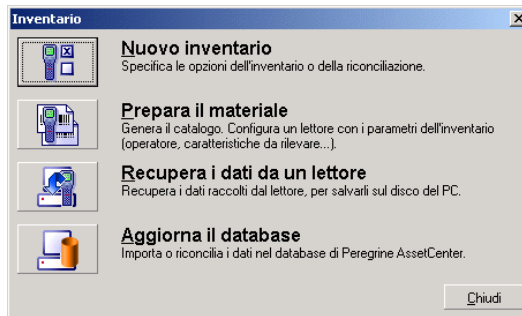 Inventario
Nuovo inventario
Specifica le opzioni dell'inventario o della riconciliazione.
Prepara il materiale
Genera il catalogo. Configura un lettore con i parametri dell'inventario
(operatore, caratteristiche da rilevare...).
Recupera i dati da un lettore
Recupera i dati raccolti dal lettore, per salvarli sul disco del PC.
Aggiorna il database
Importa o riconcilia i dati nel database di Peregrine AssetCenter.
Chiudi